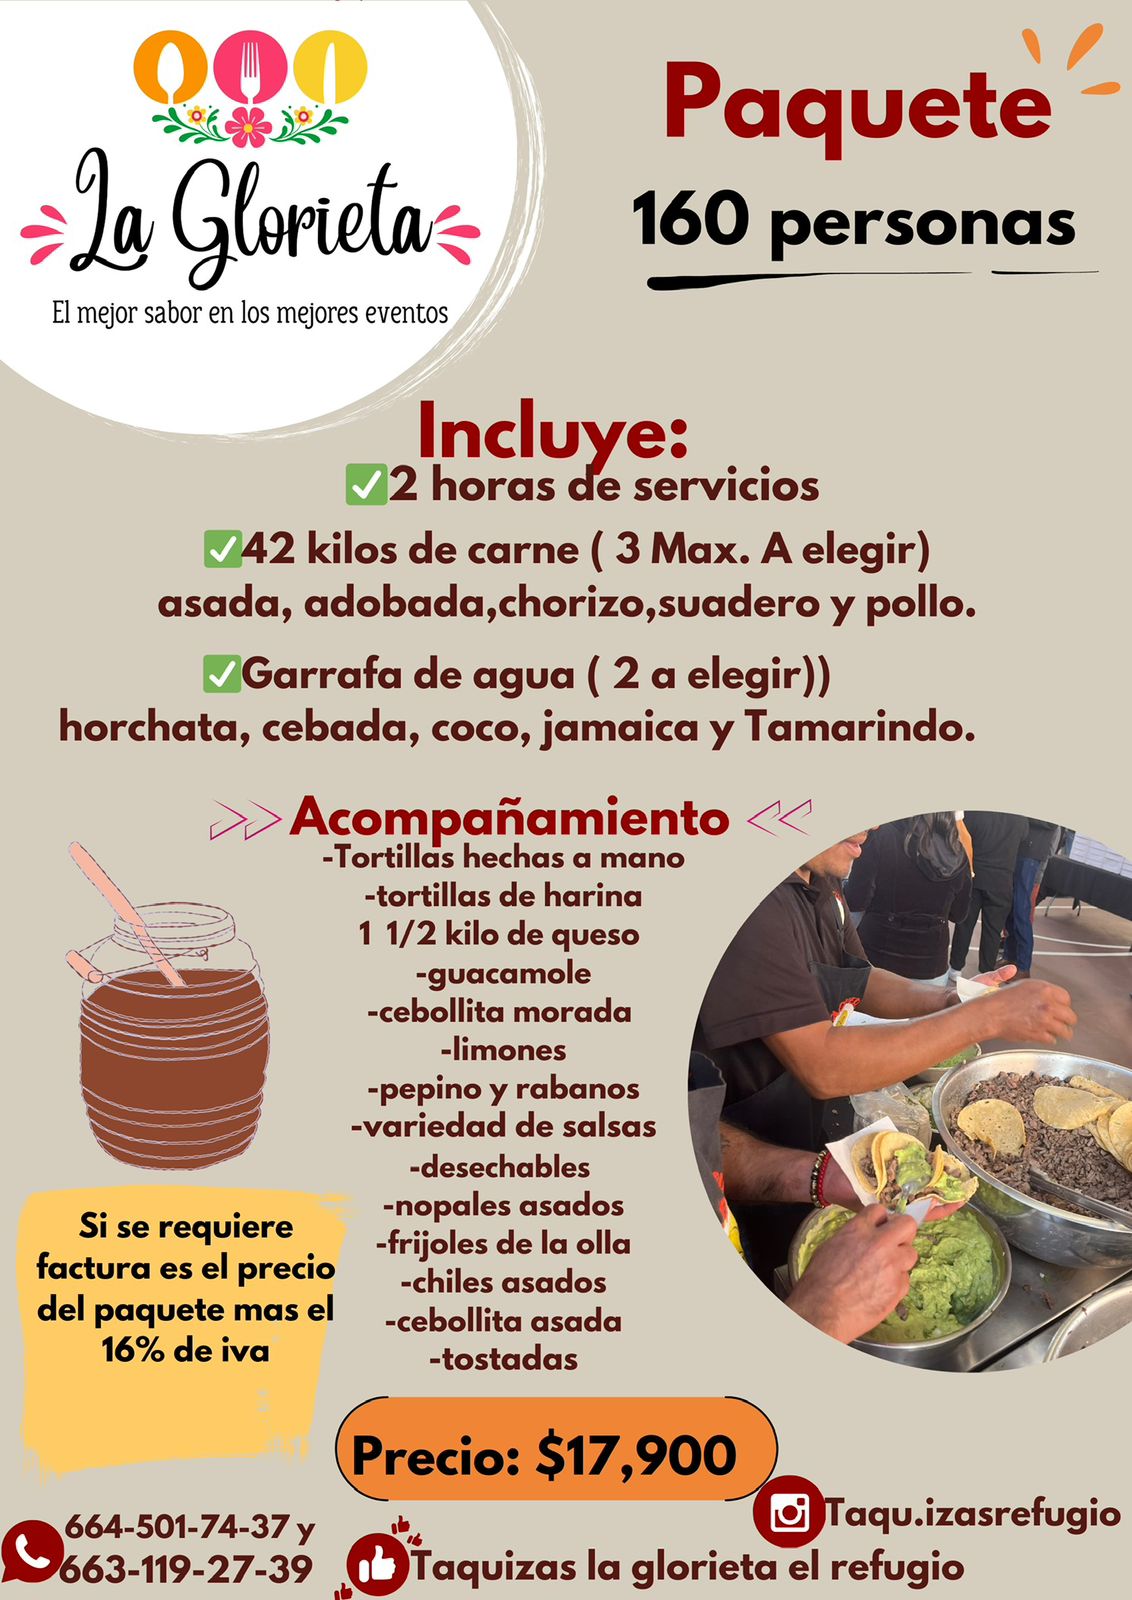 La Glorieta
El mejor sabor en los mejores eventos
Paquete
160 personas
Incluye:
✅2 horas de servicios
✅42 kilos de carne ( 3 Max. A elegir)
asada, adobada,chorizo,suadero y pollo.
✅Garrafa de agua ( 2 a elegir))
horchata, cebada, coco, jamaica y Tamarindo.
Acompañamiento
-Tortillas hechas a mano
-tortillas de harina
1 1/2 kilo de queso
-guacamole
-cebollita morada
-limones
-pepino y rabanos
-variedad de salsas
-desechables
-nopales asados
-frijoles de la olla
-chiles asados
-cebollita asada
-tostadas
Si se requiere
factura es el precio
del paquete mas el
16% de iva
Precio: $17,900
664-501-74-37 y
663-119-27-39
Taqu.izasrefugio
Taquizas la glorieta el refugio